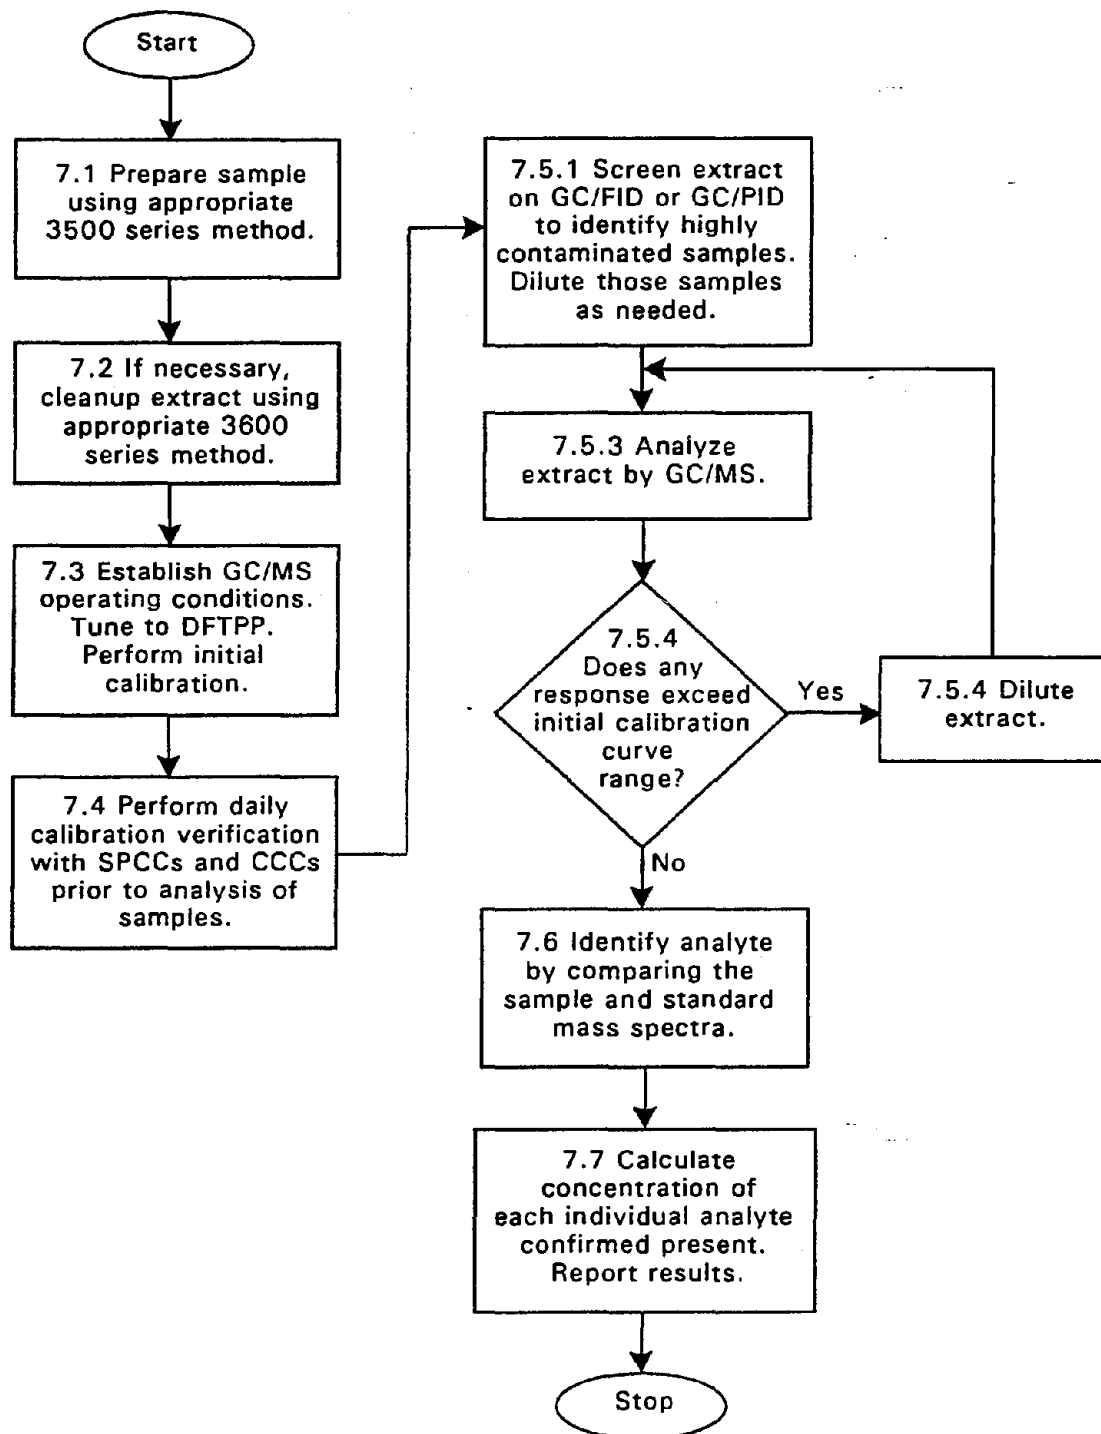 Start
7.1 Prepare sample
using appropriate
3500 series method.
7.2 If necessary,
cleanup extract using
appropriate 3600
series method.
7.3 Establish GC/MS
operating conditions.
Tune to DFTPP.
Perform initial
calibration.
7.4 Perform daily
calibration verification
with SPCCs and CCCs
prior to analysis of
samples.
7.5.1 Screen extract
on GC/FID or GC/PID
to identify highly
contaminated samples.
Dilute those samples
as needed.
7.5.3 Analyze
extract by GC/MS.
7.5.4
Does any
response exceed
initial calibration
curve
range?
Yes
7.5.4 Dilute
extract.
No
7.6 Identify analyte
by comparing the
sample and standard
mass spectra.
7.7 Calculate
concentration of
each individual analyte
confirmed present.
Report results.
Stop